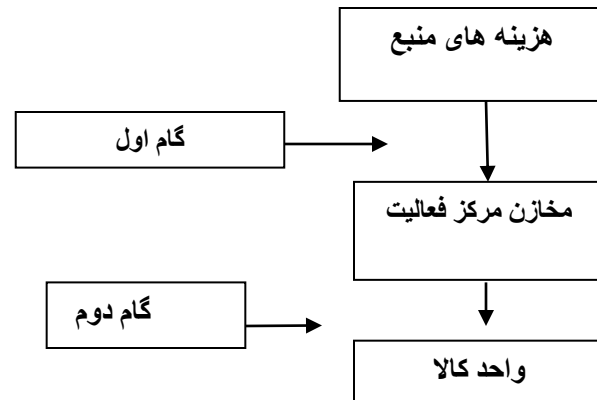 هزینه های منبع
گام اول
مخازن مرکز فعالیت
گام دوم
واحد کالا